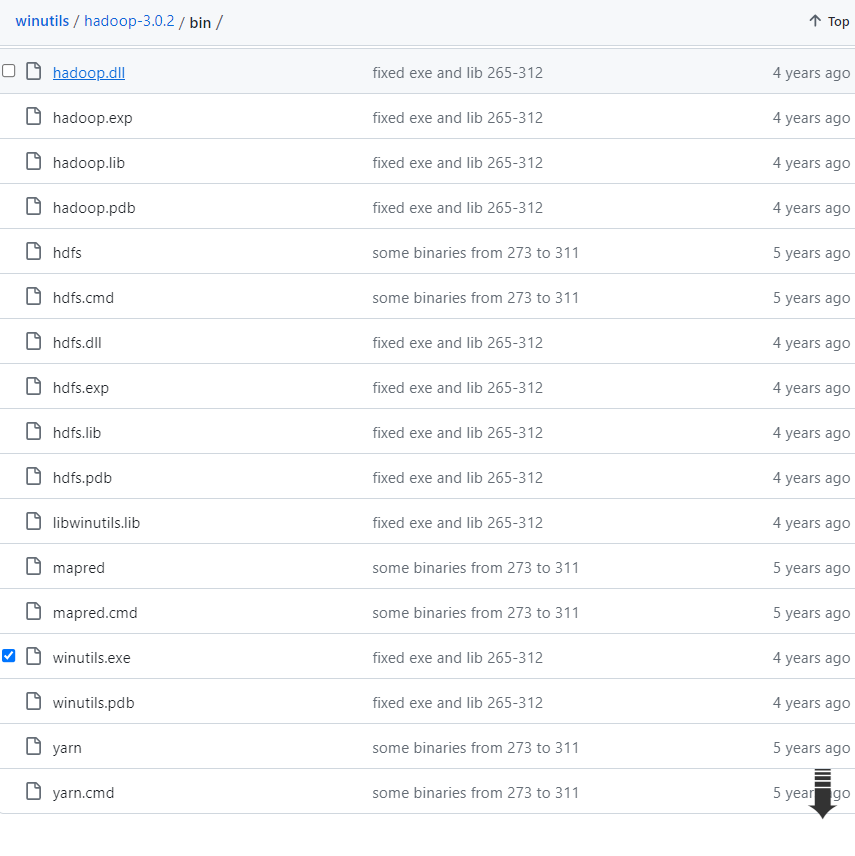 winutils / hadoop-3.0.2 / bin / Top
hadoop.dll fixed exe and lib 265-312 4 years ago
hadoop.exp fixed exe and lib 265-312 4 years ago
hadoop.lib fixed exe and lib 265-312 4 years ago
hadoop.pdb fixed exe and lib 265-312 4 years ago
hdfs some binaries from 273 to 311 5 years ago
hdfs.cmd some binaries from 273 to 311 5 years ago
hdfs.dll fixed exe and lib 265-312 4 years ago
hdfs.exp fixed exe and lib 265-312 4 years ago
hdfs.lib fixed exe and lib 265-312 4 years ago
hdfs.pdb fixed exe and lib 265-312 4 years ago
libwinutils.lib fixed exe and lib 265-312 4 years ago
mapred some binaries from 273 to 311 5 years ago
mapred.cmd some binaries from 273 to 311 5 years ago
winutils.exe fixed exe and lib 265-312 4 years ago
winutils.pdb fixed exe and lib 265-312 4 years ago
yarn some binaries from 273 to 311 5 years ago
yarn.cmd some binaries from 273 to 311 5 years ago